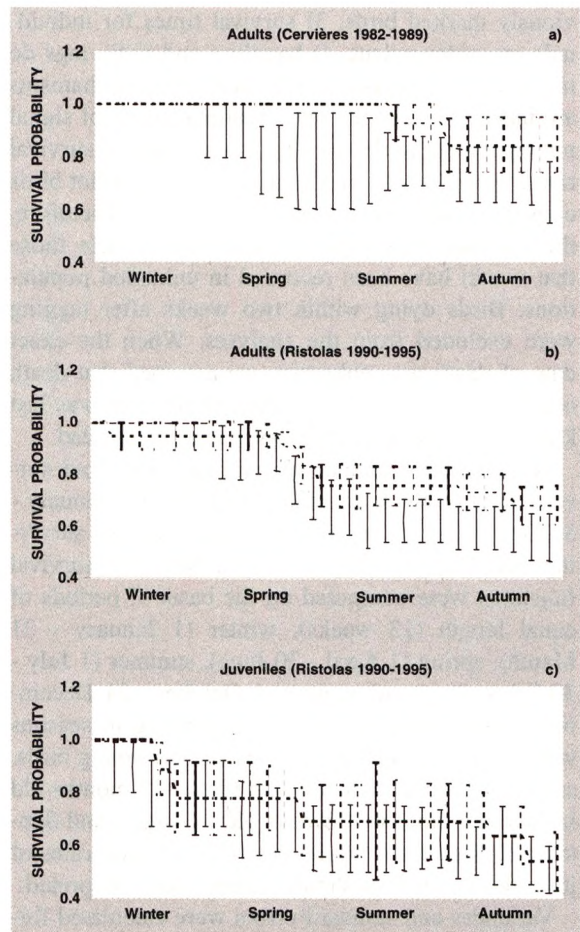 Adults (Cervières 1982-1989) a)
SURVIVAL PROBABILITY
1.2
1.0
0.8
0.6
0.4
Winter Spring Summer Autumn
Adults (Ristolas 1990-1995) b)
SURVIVAL PROBABILITY
1.2
1.0
0.8
0.6
0.4
Winter Spring Summer Autumn
Juveniles (Ristolas 1990-1995) c)
SURVIVAL PROBABILITY
1.2
1.0
0.8
0.6
0.4
Winter Spring Summer Autumn